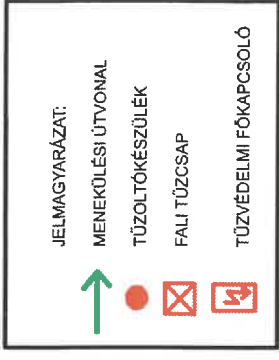 JELMAGYARÁZAT:
MENEKÜLÉSI ÚTVONAL
TŰZOLTÓKÉSZÜLÉK
FALI TŰZCSAP
TŰZVÉDELMI FŐKAPCSOLÓ